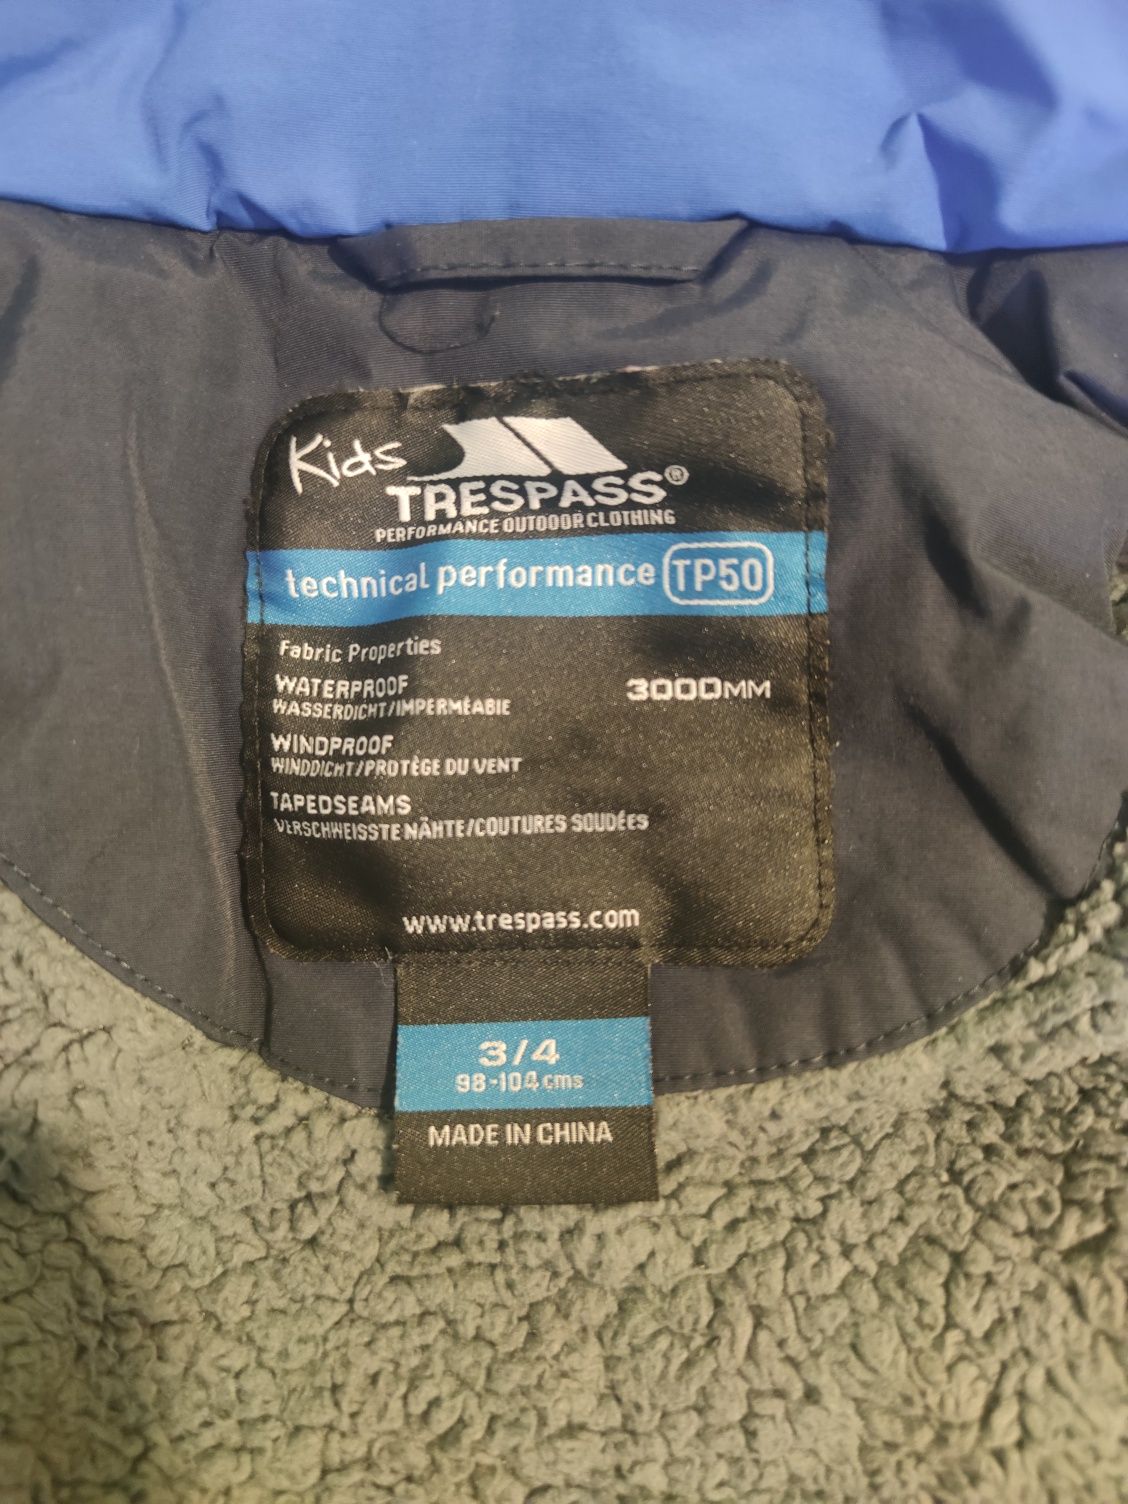 Kids
TRESPASS®
PERFORMANCE OUTDOOR CLOTHING
technical performance TP50
Fabric Properties
WATERPROOF 3000MM
WASSERDICHT/IMPERMÉABLE
WINDPROOF
WINDDICHT/PROTÈGE DU VENT
TAPEDSEAMS
VERSCHWEISSTE NÄHTE/COUTURES SOUDÉES
www.trespass.com
3/4
98-104cms
MADE IN CHINA